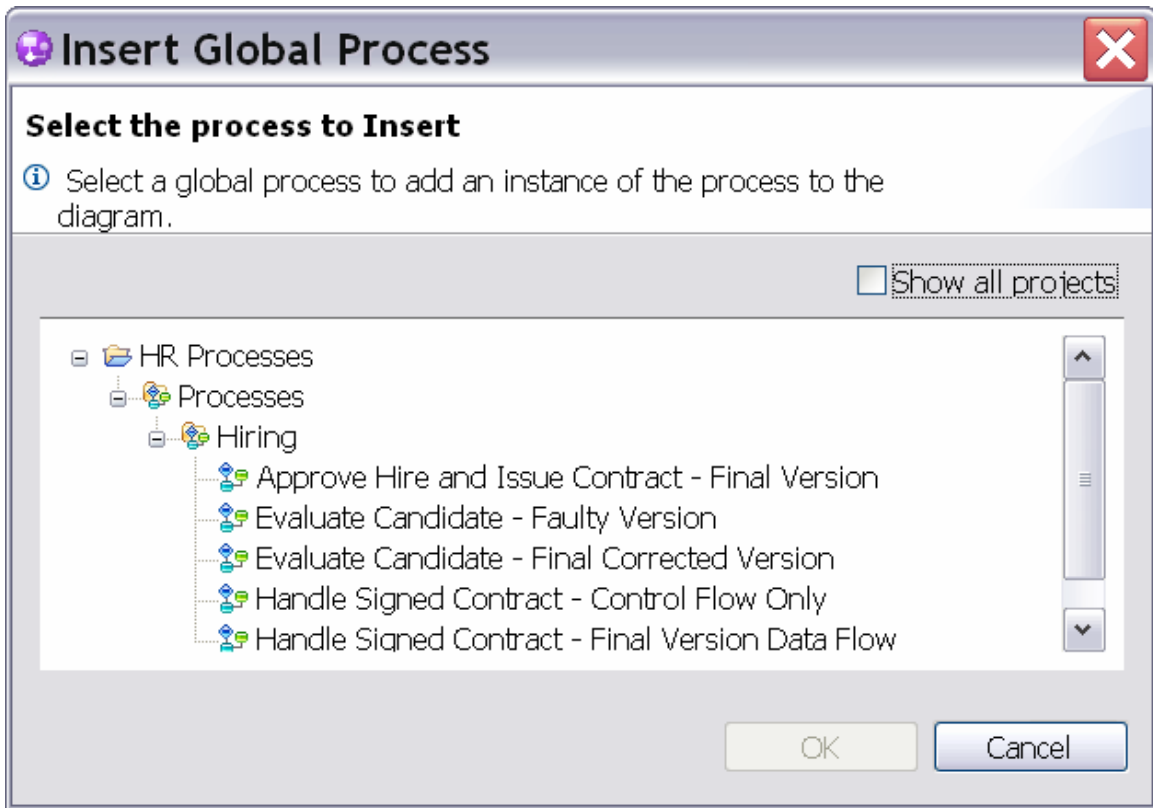 Insert Global Process
Select the process to Insert
Select a global process to add an instance of the process to the
diagram.
Show all projects
HR Processes
Processes
Hiring
Approve Hire and Issue Contract - Final Version
Evaluate Candidate - Faulty Version
Evaluate Candidate - Final Corrected Version
Handle Signed Contract - Control Flow Only
Handle Signed Contract - Final Version Data Flow
OK
Cancel